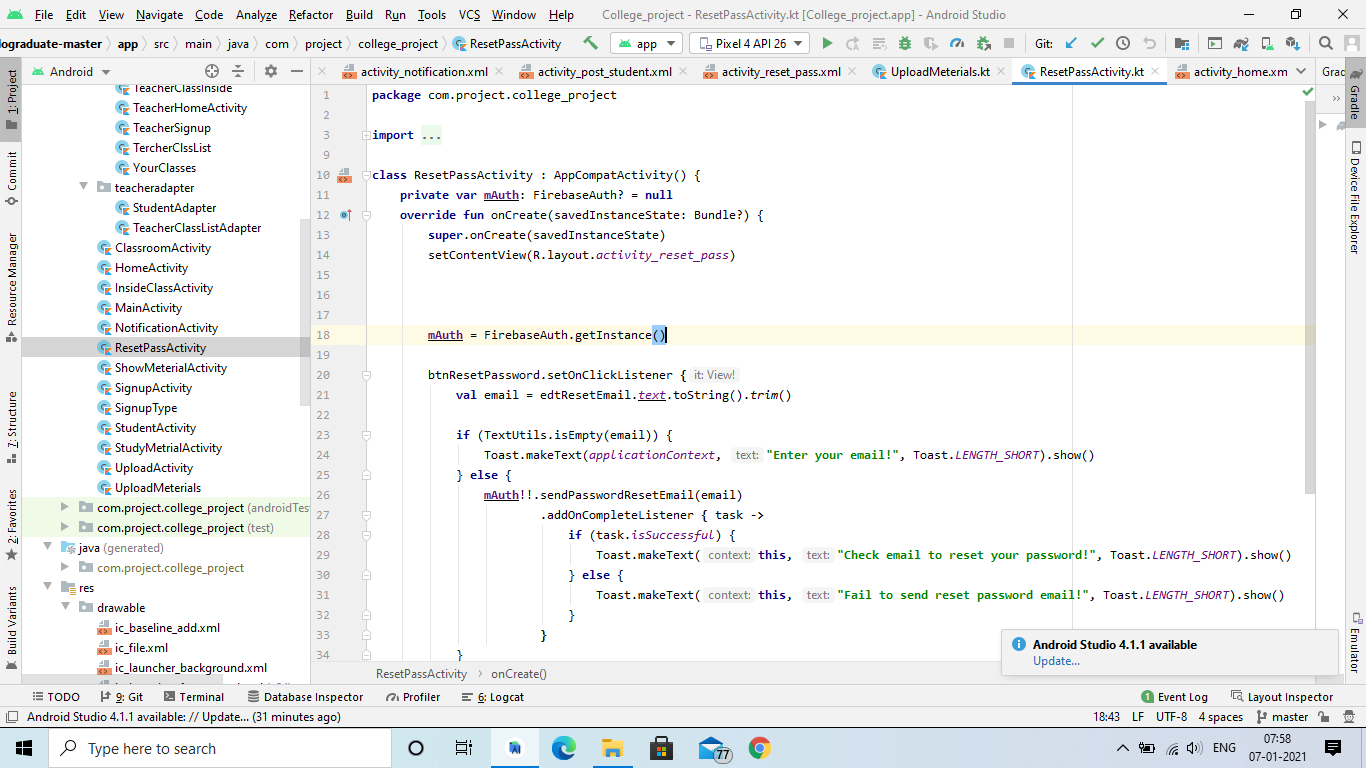 File Edit View Navigate Code Analyze Refactor Build Run Tools VCS Window Help College_project - ResetPassActivity.kt [College_project.app] - Android Studio
lograduate-master app src main java com project college_project ResetPassActivity app Pixel 4 API 26 Git:
Android activity_notification.xml activity_post_student.xml activity_reset_pass.xml UploadMeterials.kt ResetPassActivity.kt activity_home.xm Grad
1: Project
Commit
Resource Manager
7: Structure
2: Favorites
Build Variants
TeacherClassInside
TeacherHomeActivity
TeacherSignup
TercherClssList
YourClasses
teacheradapter
StudentAdapter
TeacherClassListAdapter
ClassroomActivity
HomeActivity
InsideClassActivity
MainActivity
NotificationActivity
ResetPassActivity
ShowMeterialActivity
SignupActivity
SignupType
StudentActivity
StudyMetrialActivity
UploadActivity
UploadMeterials
com.project.college_project (androidTes
com.project.college_project (test)
java (generated)
com.project.college_project
res
drawable
ic_baseline_add.xml
ic_file.xml
ic_launcher_background.xml
1 package com.project.college_project
2
3 import ...
9
10 class ResetPassActivity : AppCompatActivity() {
11 private var mAuth: FirebaseAuth? = null
12 override fun onCreate(savedInstanceState: Bundle?) {
13 super.onCreate(savedInstanceState)
14 setContentView(R.layout.activity_reset_pass)
15
16
17
18 mAuth = FirebaseAuth.getInstance()
19
20 btnResetPassword.setOnClickListener { it: View!
21 val email = edtResetEmail.text.toString().trim()
22
23 if (TextUtils.isEmpty(email)) {
24 Toast.makeText(applicationContext, text: "Enter your email!", Toast.LENGTH_SHORT).show()
25 } else {
26 mAuth!!.sendPasswordResetEmail(email)
27 .addOnCompleteListener { task ->
28 if (task.isSuccessful) {
29 Toast.makeText( context: this, text: "Check email to reset your password!", Toast.LENGTH_SHORT).show()
30 } else {
31 Toast.makeText( context: this, text: "Fail to send reset password email!", Toast.LENGTH_SHORT).show()
32 }
33 }
34 }
ResetPassActivity onCreate()
Gradle
Device File Explorer
Emulator
Android Studio 4.1.1 available
Update...
TODO 9: Git Terminal Database Inspector Profiler 6: Logcat 1 Event Log Layout Inspector
Android Studio 4.1.1 available: // Update... (31 minutes ago) 18:43 LF UTF-8 4 spaces master
Type here to search 77 ENG 07:58
07-01-2021